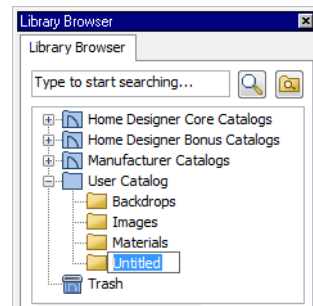 Library Browser
Library Browser
Type to start searching...
Home Designer Core Catalogs
Home Designer Bonus Catalogs
Manufacturer Catalogs
User Catalog
Backdrops
Images
Materials
Untitled
Trash